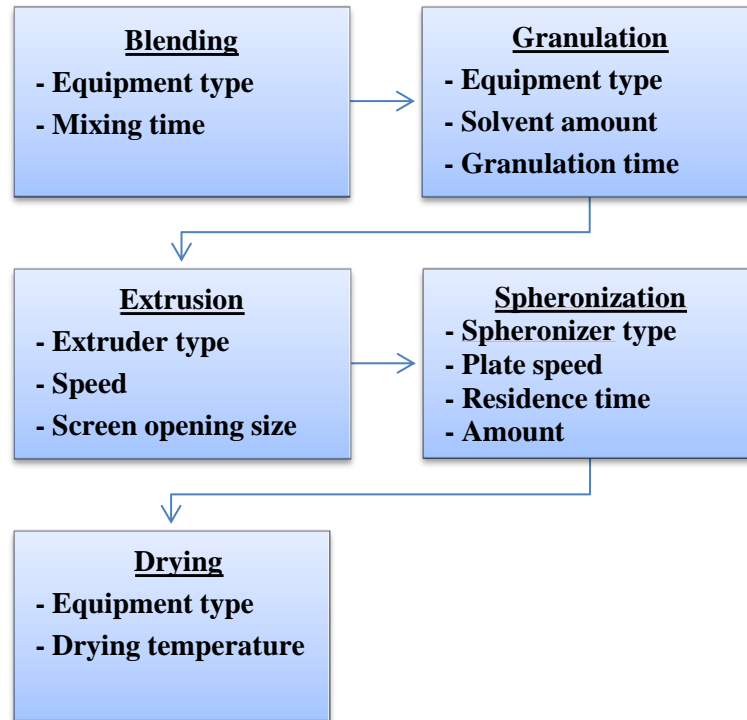 Blending
- Equipment type
- Mixing time
Granulation
- Equipment type
- Solvent amount
- Granulation time
Extrusion
- Extruder type
- Speed
- Screen opening size
Spheronization
- Spheronizer type
- Plate speed
- Residence time
- Amount
Drying
- Equipment type
- Drying temperature